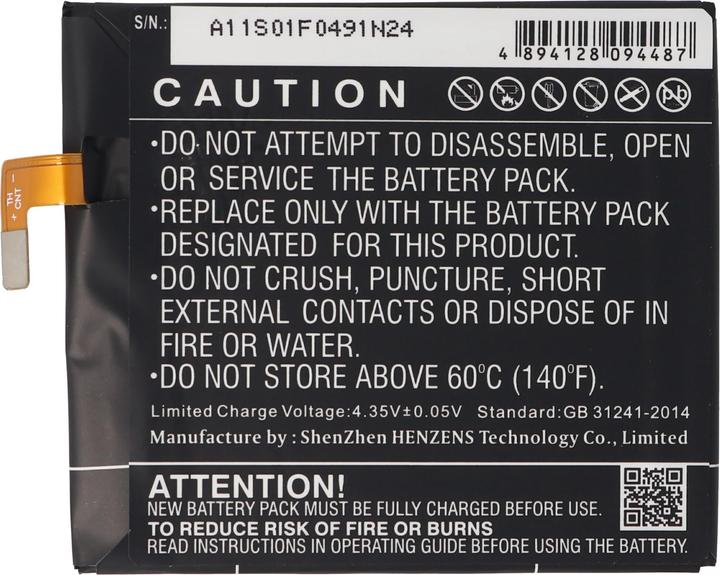 S/N.: A11S01F0491N24
4 894128 094487
CAUTION
Pb
•DO NOT ATTEMPT TO DISASSEMBLE, OPEN
OR SERVICE THE BATTERY PACK.
•REPLACE ONLY WITH THE BATTERY PACK
DESIGNATED FOR THIS PRODUCT.
•DO NOT CRUSH, PUNCTURE, SHORT
EXTERNAL CONTACTS OR DISPOSE OF IN
FIRE OR WATER.
•DO NOT STORE ABOVE 60°C (140°F).
Limited Charge Voltage:4.35V±0.05V Standard:GB 31241-2014
Manufacture by : ShenZhen HENZENS Technology Co., Limited
ATTENTION!
NEW BATTERY PACK MUST BE FULLY CHARGED BEFORE USE.
TO REDUCE RISK OF FIRE OR BURNS
READ INSTRUCTIONS IN OPERATING GUIDE BEFORE USING THE BATTERY.
TH −
+ CNT